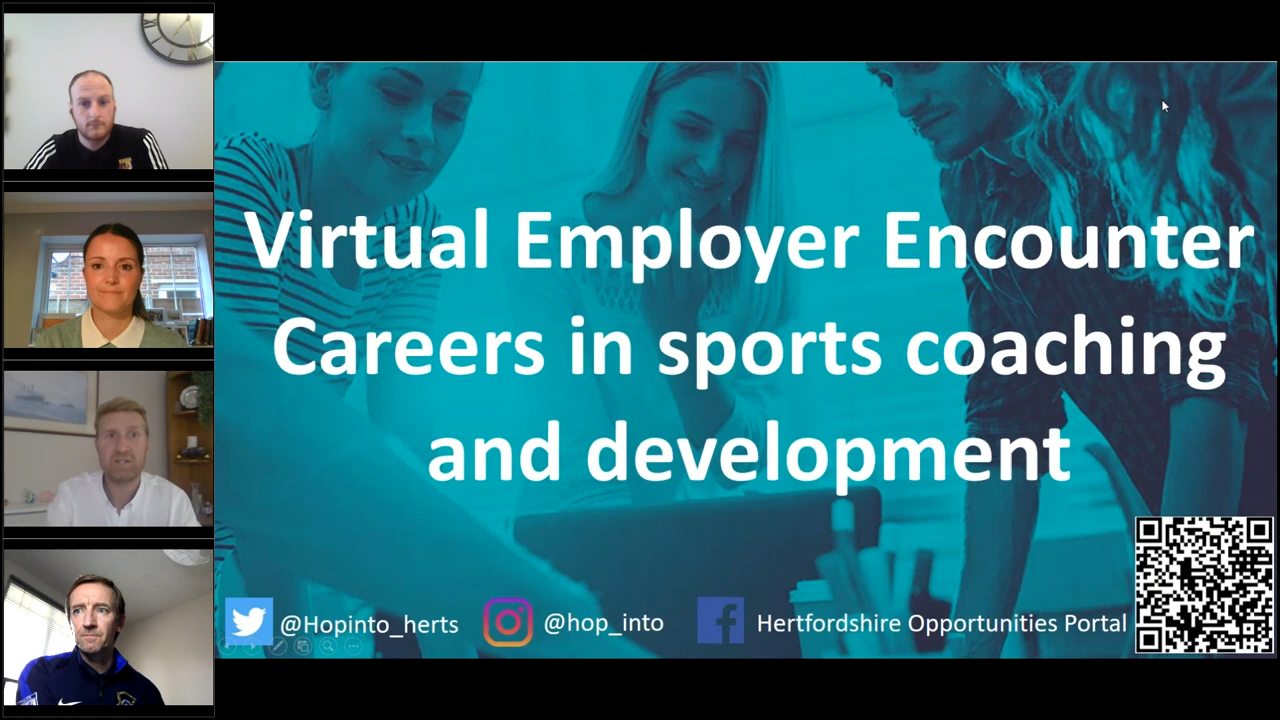 Virtual Employer Encounter
Careers in sports coaching
and development
@Hopinto_herts
@hop_into
Hertfordshire Opportunities Portal